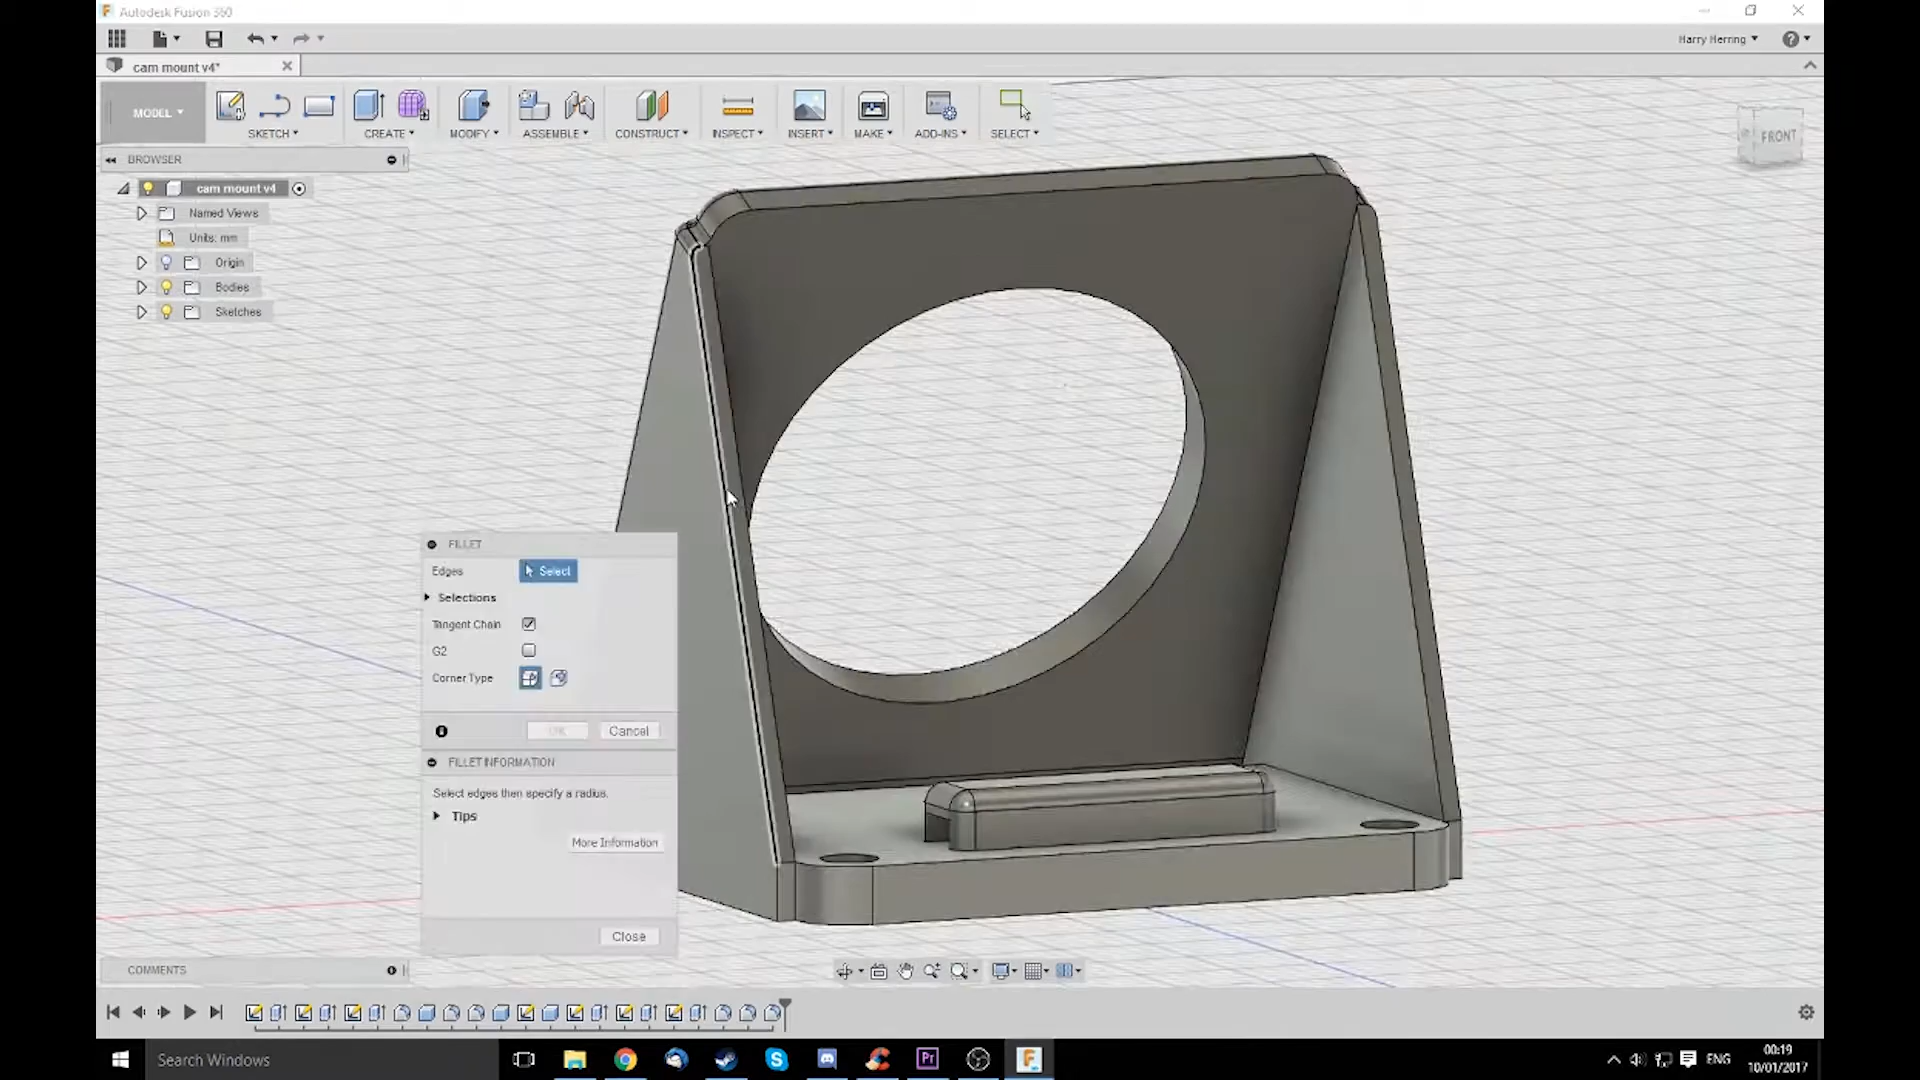 Autodesk Fusion 360
Harry Herring
cam mount v4*
MODEL
SKETCH
CREATE
MODIFY
ASSEMBLE
CONSTRUCT
INSPECT
INSERT
MAKE
ADD-INS
SELECT
FRONT
BROWSER
cam mount v4
Named Views
Units: mm
Origin
Bodies
Sketches
FILLET
Edges Select
Selections
Tangent Chain
G2
Corner Type
OK Cancel
FILLET INFORMATION
Select edges then specify a radius.
Tips
More Information
Close
COMMENTS
Search Windows
Pr
ENG
00:19
10/01/2017